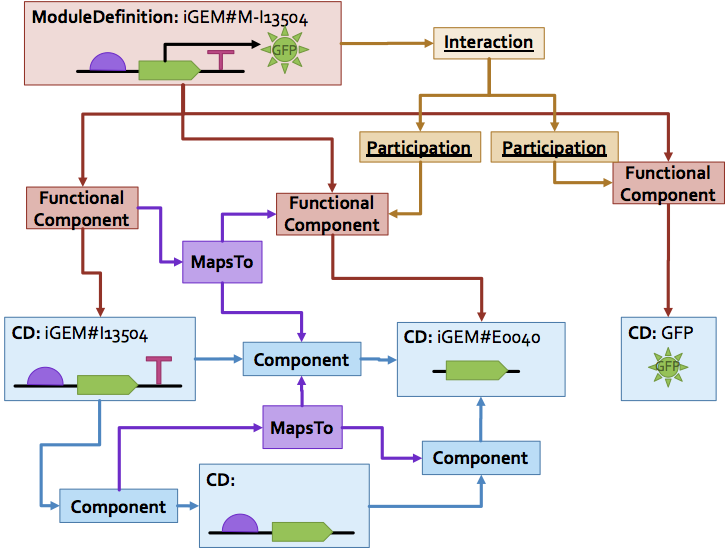 ModuleDefinition: iGEM#M-I13504
GFP
Interaction
Participation
Participation
Functional
Component
Functional
Component
Functional
Component
MapsTo
CD: iGEM#I13504
Component
CD: iGEM#E0040
CD: GFP
GFP
MapsTo
Component
Component
CD: